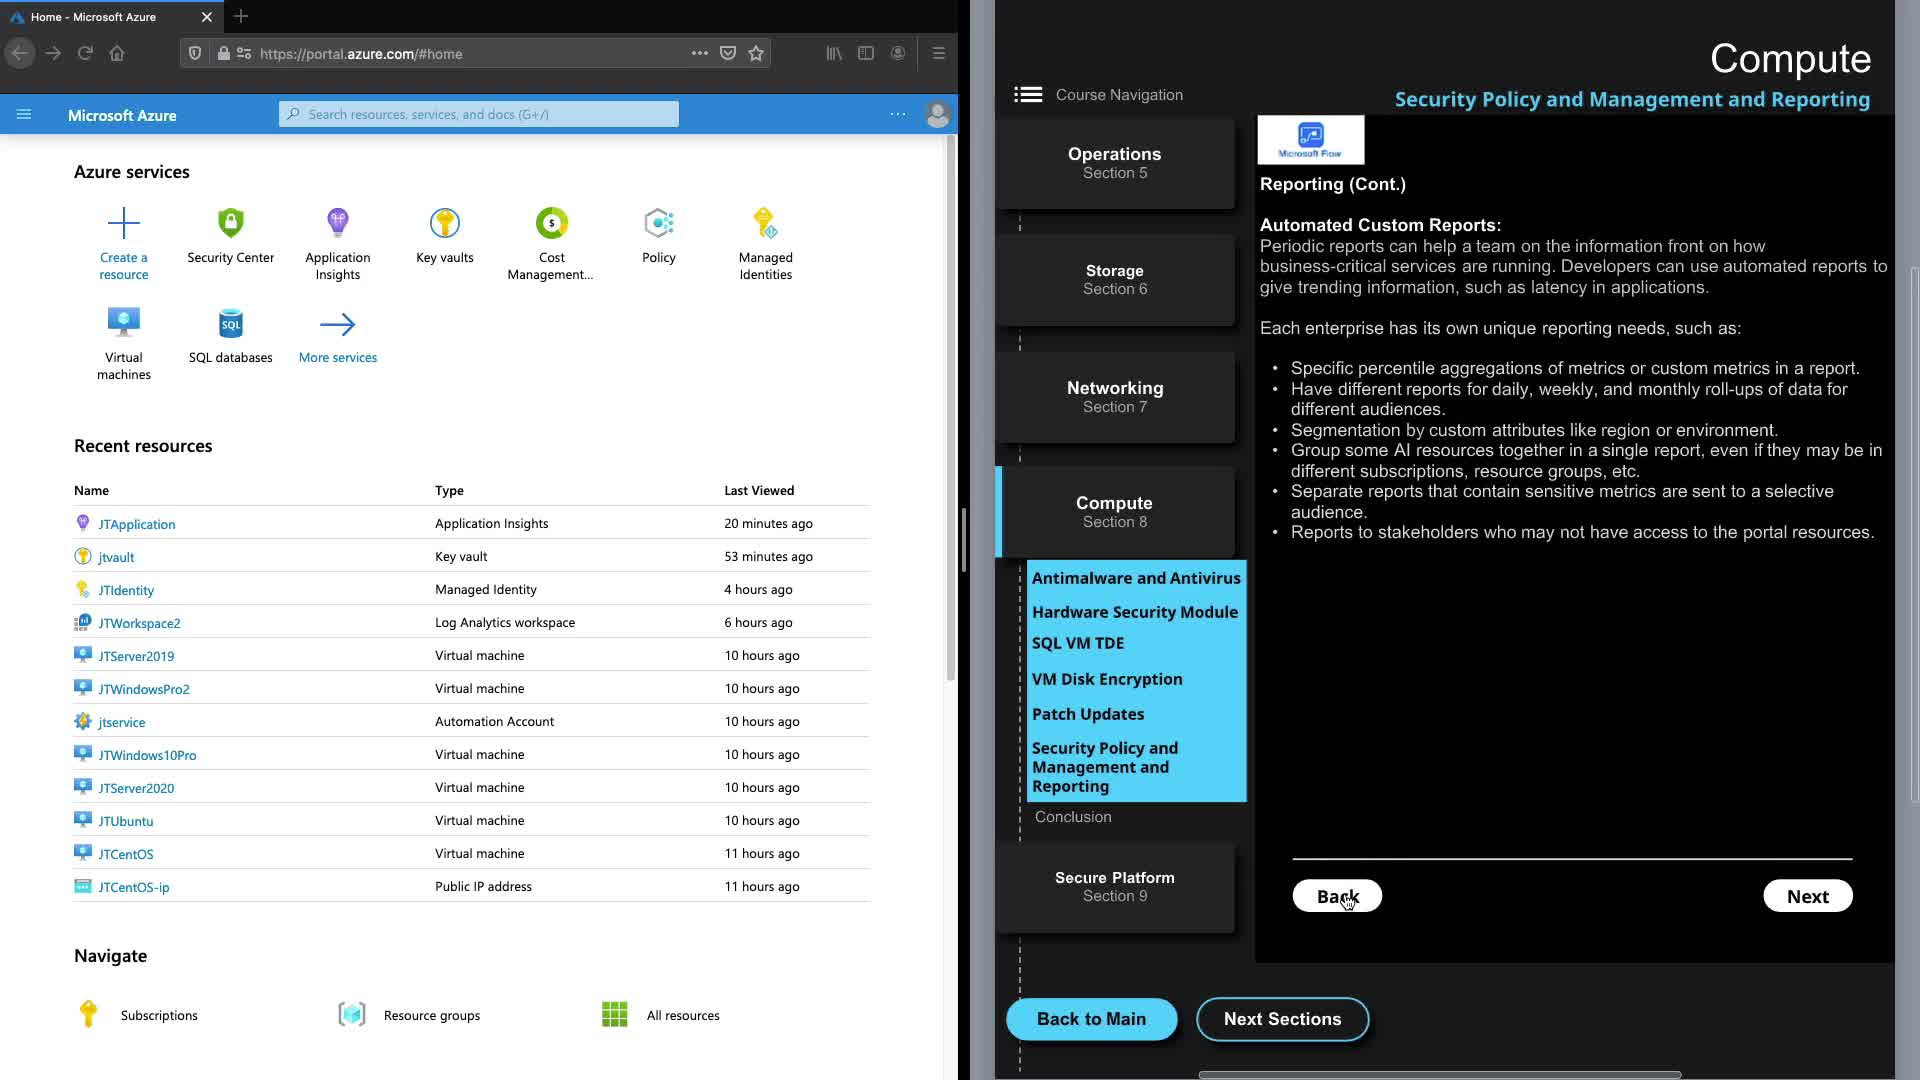 Home - Microsoft Azure
https://portal.azure.com/#home
Microsoft Azure
Search resources, services, and docs (G+/)
Azure services
Create a resource
Security Center
Application Insights
Key vaults
Cost Management...
Policy
Managed Identities
Virtual machines
SQL
SQL databases
More services
Recent resources
Name Type Last Viewed
JTApplication Application Insights 20 minutes ago
jtvault Key vault 53 minutes ago
JTIdentity Managed Identity 4 hours ago
JTWorkspace2 Log Analytics workspace 6 hours ago
JTServer2019 Virtual machine 10 hours ago
JTWindowsPro2 Virtual machine 10 hours ago
jtservice Automation Account 10 hours ago
JTWindows10Pro Virtual machine 10 hours ago
JTServer2020 Virtual machine 10 hours ago
JTUbuntu Virtual machine 10 hours ago
JTCentOS Virtual machine 11 hours ago
JTCentOS-ip Public IP address 11 hours ago
Navigate
Subscriptions
Resource groups
All resources
Compute
Course Navigation
Security Policy and Management and Reporting
Operations
Section 5
Storage
Section 6
Networking
Section 7
Compute
Section 8
Antimalware and Antivirus
Hardware Security Module
SQL VM TDE
VM Disk Encryption
Patch Updates
Security Policy and
Management and
Reporting
Conclusion
Secure Platform
Section 9
Back to Main
Next Sections
Microsoft Flow
Reporting (Cont.)
Automated Custom Reports:
Periodic reports can help a team on the information front on how
business-critical services are running. Developers can use automated reports to
give trending information, such as latency in applications.
Each enterprise has its own unique reporting needs, such as:
• Specific percentile aggregations of metrics or custom metrics in a report.
• Have different reports for daily, weekly, and monthly roll-ups of data for
different audiences.
• Segmentation by custom attributes like region or environment.
• Group some AI resources together in a single report, even if they may be in
different subscriptions, resource groups, etc.
• Separate reports that contain sensitive metrics are sent to a selective
audience.
• Reports to stakeholders who may not have access to the portal resources.
Back
Next